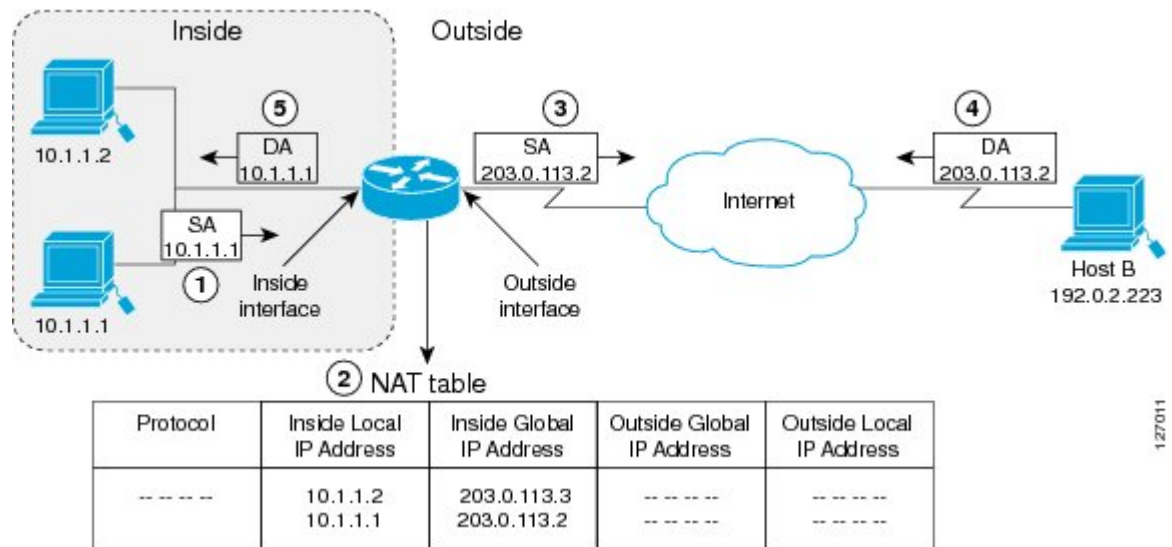 Inside
Outside
5
3
4
DA
10.1.1.1
SA
203.0.113.2
DA
203.0.113.2
10.1.1.2
Internet
SA
10.1.1.1
1
Inside
interface
Outside
interface
Host B
192.0.2.223
10.1.1.1
2 NAT table
Protocol
Inside Local
IP Address
Inside Global
IP Address
Outside Global
IP Address
Outside Local
IP Address
-- -- -- --
10.1.1.2
203.0.113.3
-- -- -- --
-- -- -- --
10.1.1.1
203.0.113.2
-- -- -- --
-- -- -- --
127011